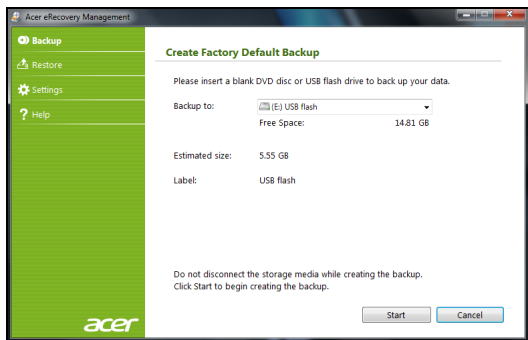 Acer eRecovery Management
Backup
Restore
Settings
? Help
Create Factory Default Backup
Please insert a blank DVD disc or USB flash drive to back up your data.
Backup to: (E:) USB flash
Free Space: 14.81 GB
Estimated size: 5.55 GB
Label: USB flash
Do not disconnect the storage media while creating the backup.
Click Start to begin creating the backup.
Start Cancel
acer